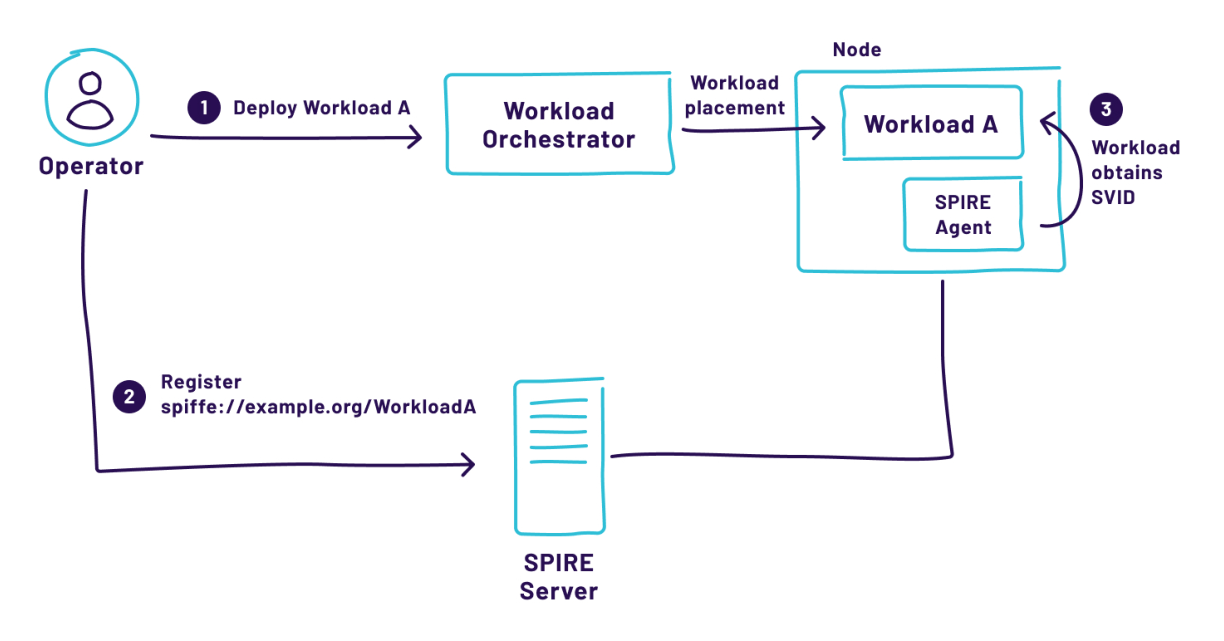 Node
1 Deploy Workload A
Workload
Orchestrator
Workload
placement
Workload A
3
Workload
obtains
SVID
SPIRE
Agent
Operator
2 Register
spiffe://example.org/WorkloadA
SPIRE
Server